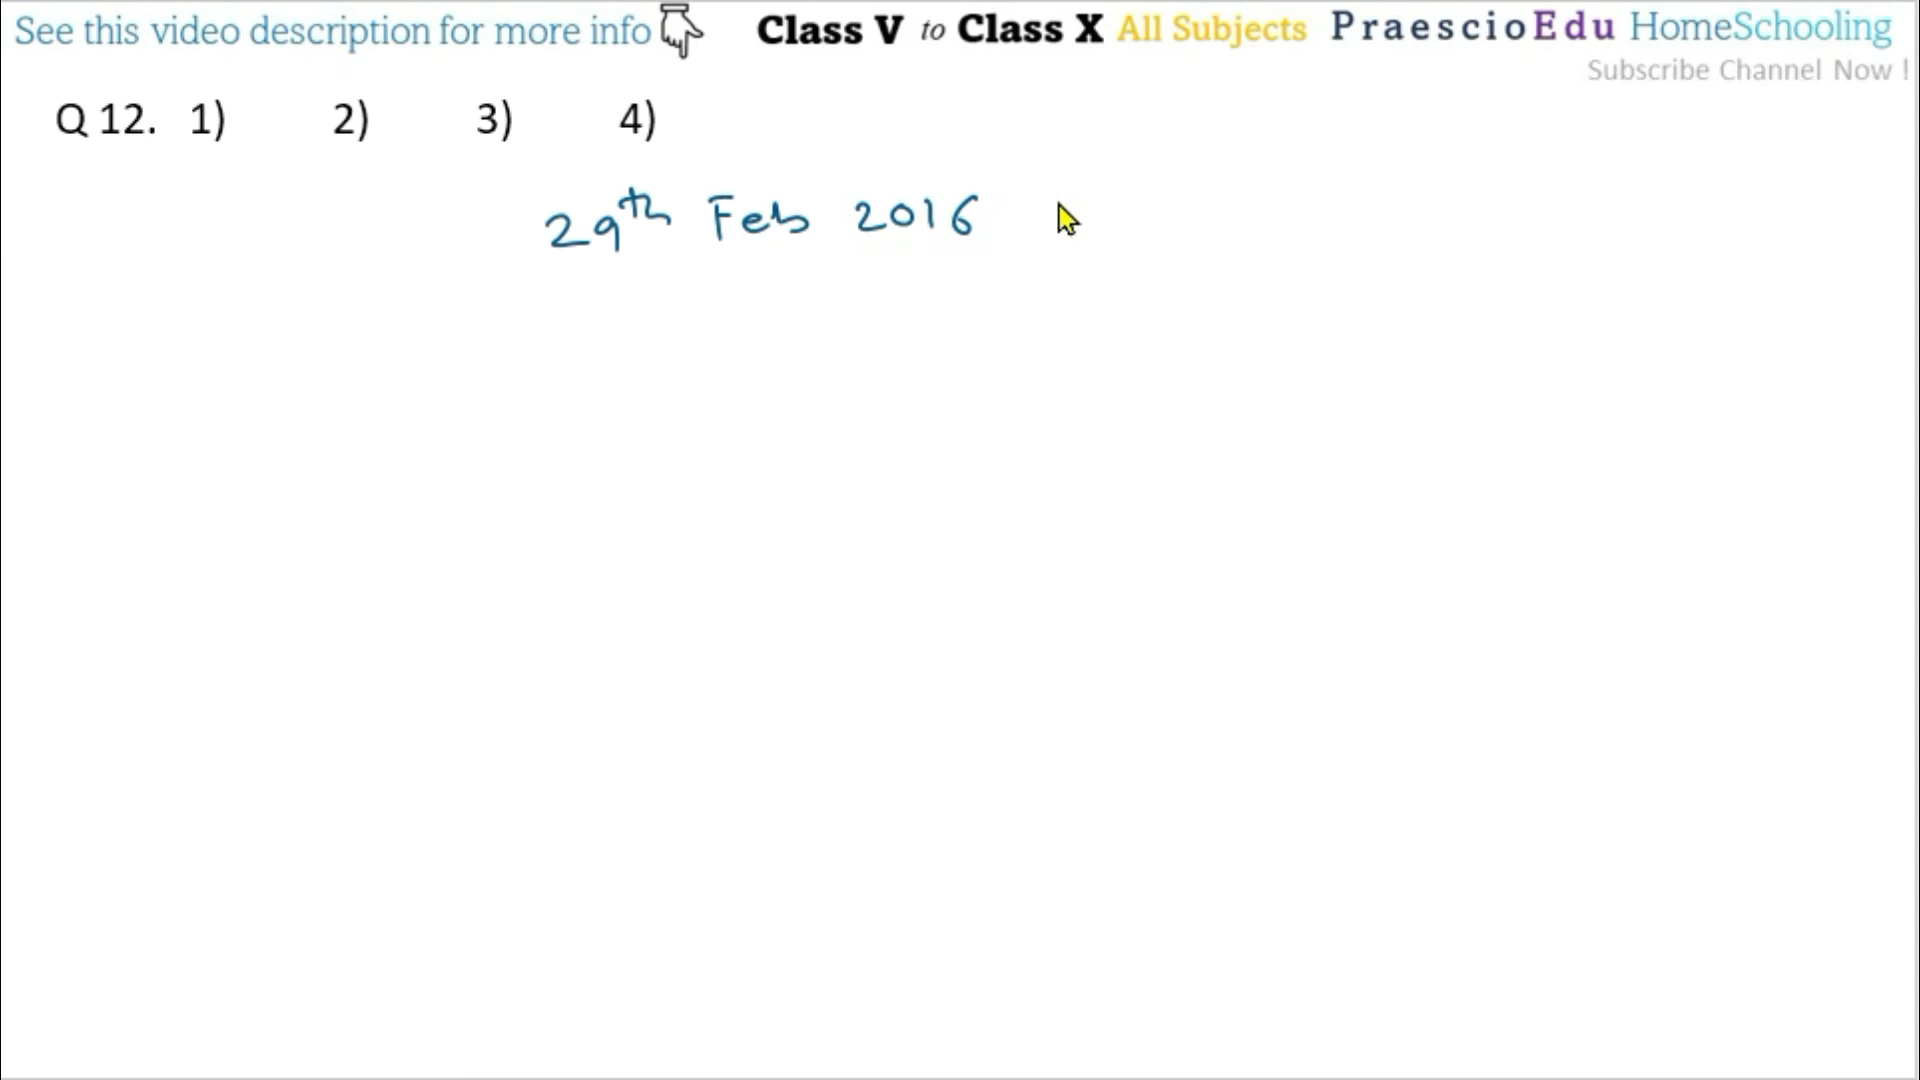 See this video description for more info Class V to Class X All Subjects PraescioEdu HomeSchooling
Subscribe Channel Now !
Q 12. 1) 2) 3) 4)
29th Feb 2016